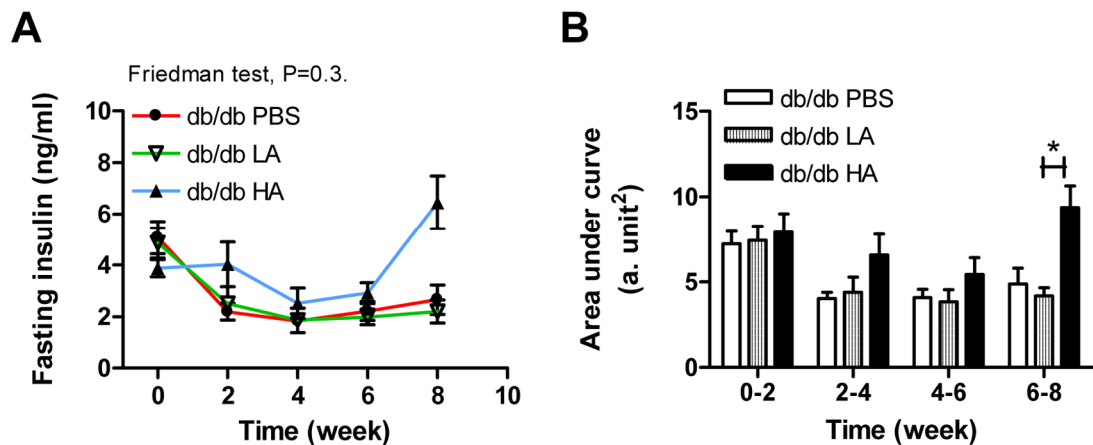 A
Friedman test, P=0.3.
db/db PBS
db/db LA
db/db HA
Fasting insulin (ng/ml)
10
8
6
4
2
0
0 2 4 6 8 10
Time (week)
B
db/db PBS
db/db LA
db/db HA
*
Area under curve
(a. unit²)
15
10
5
0
0-2 2-4 4-6 6-8
Time (week)